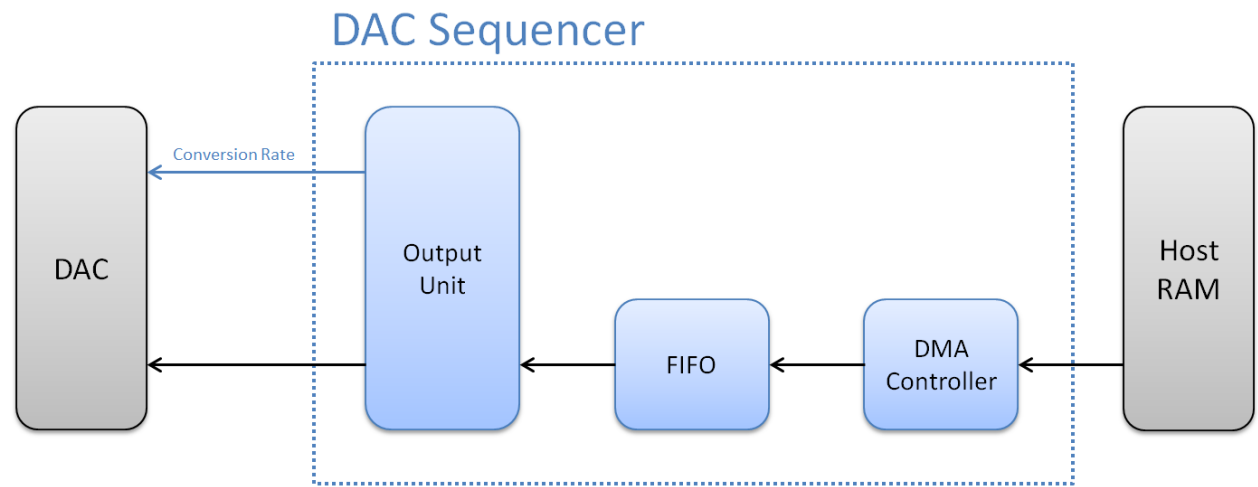 DAC Sequencer
Conversion Rate
DAC
Output
Unit
FIFO
DMA
Controller
Host
RAM